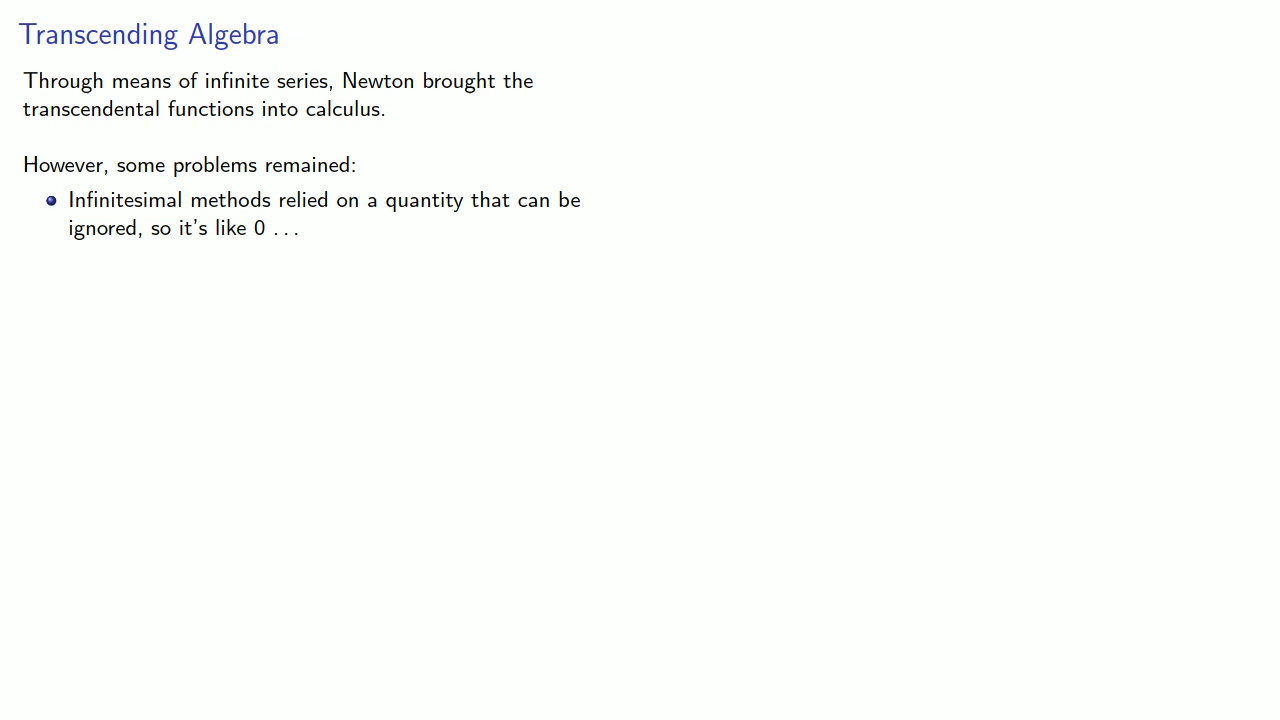 Transcending Algebra
Through means of infinite series, Newton brought the
transcendental functions into calculus.
However, some problems remained:
Infinitesimal methods relied on a quantity that can be
ignored, so it's like 0 ...